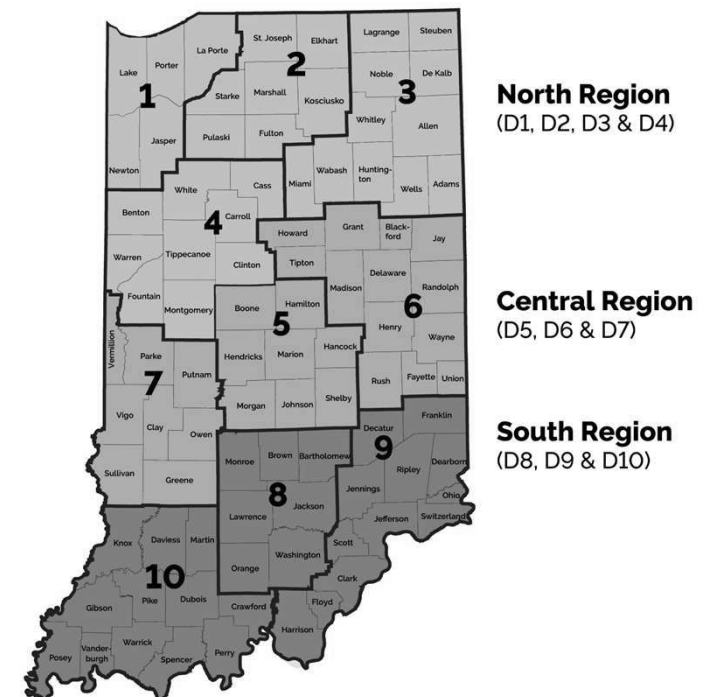 St. Joseph
Elkhart
Lagrange
Steuben
La Porte
Porter
Lake
1
2
Noble
De Kalb
3
Starke
Marshall
Kosciusko
North Region
(D1, D2, D3 & D4)
Whitley
Allen
Jasper
Pulaski
Fulton
Newton
Miami
Wabash
Hunting-
ton
Wells
Adams
White
Cass
Benton
4
Carroll
Howard
Grant
Black-
ford
Jay
Warren
Tippecanoe
Clinton
Tipton
Delaware
Madison
Randolph
Fountain
Montgomery
Boone
Hamilton
6
Central Region
(D5, D6 & D7)
5
Henry
Wayne
Vermillion
Parke
Hendricks
Marion
Hancock
7
Putnam
Rush
Fayette
Union
Morgan
Johnson
Shelby
Vigo
Clay
Owen
Franklin
Decatur
9
South Region
(D8, D9 & D10)
Monroe
Brown
Bartholomew
Sullivan
Greene
Ripley
Dearborn
8
Jennings
Ohio
Lawrence
Jackson
Jefferson
Switzerland
Knox
Daviess
Martin
Scott
Washington
Orange
10
Clark
Gibson
Pike
Dubois
Crawford
Floyd
Harrison
Posey
Vander-
burgh
Warrick
Spencer
Perry